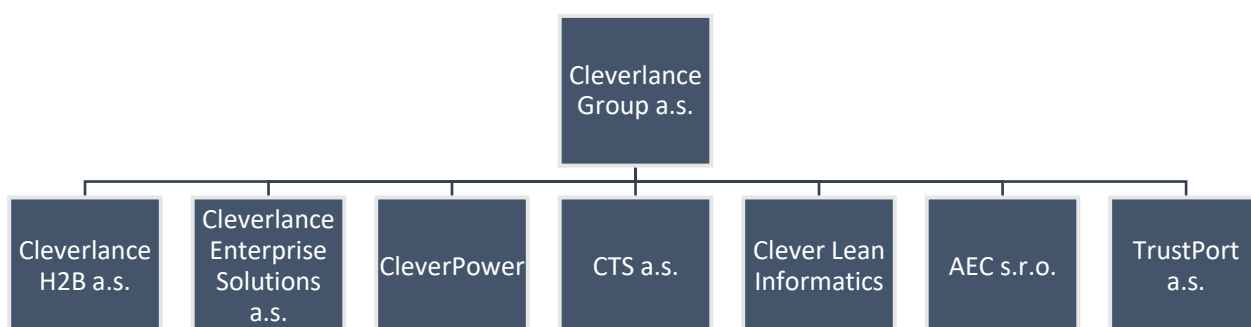 Cleverlance
Group a.s.
Cleverlance
H2B a.s.
Cleverlance
Enterprise
Solutions
a.s.
CleverPower
CTS a.s.
Clever Lean
Informatics
AEC s.r.o.
TrustPort
a.s.